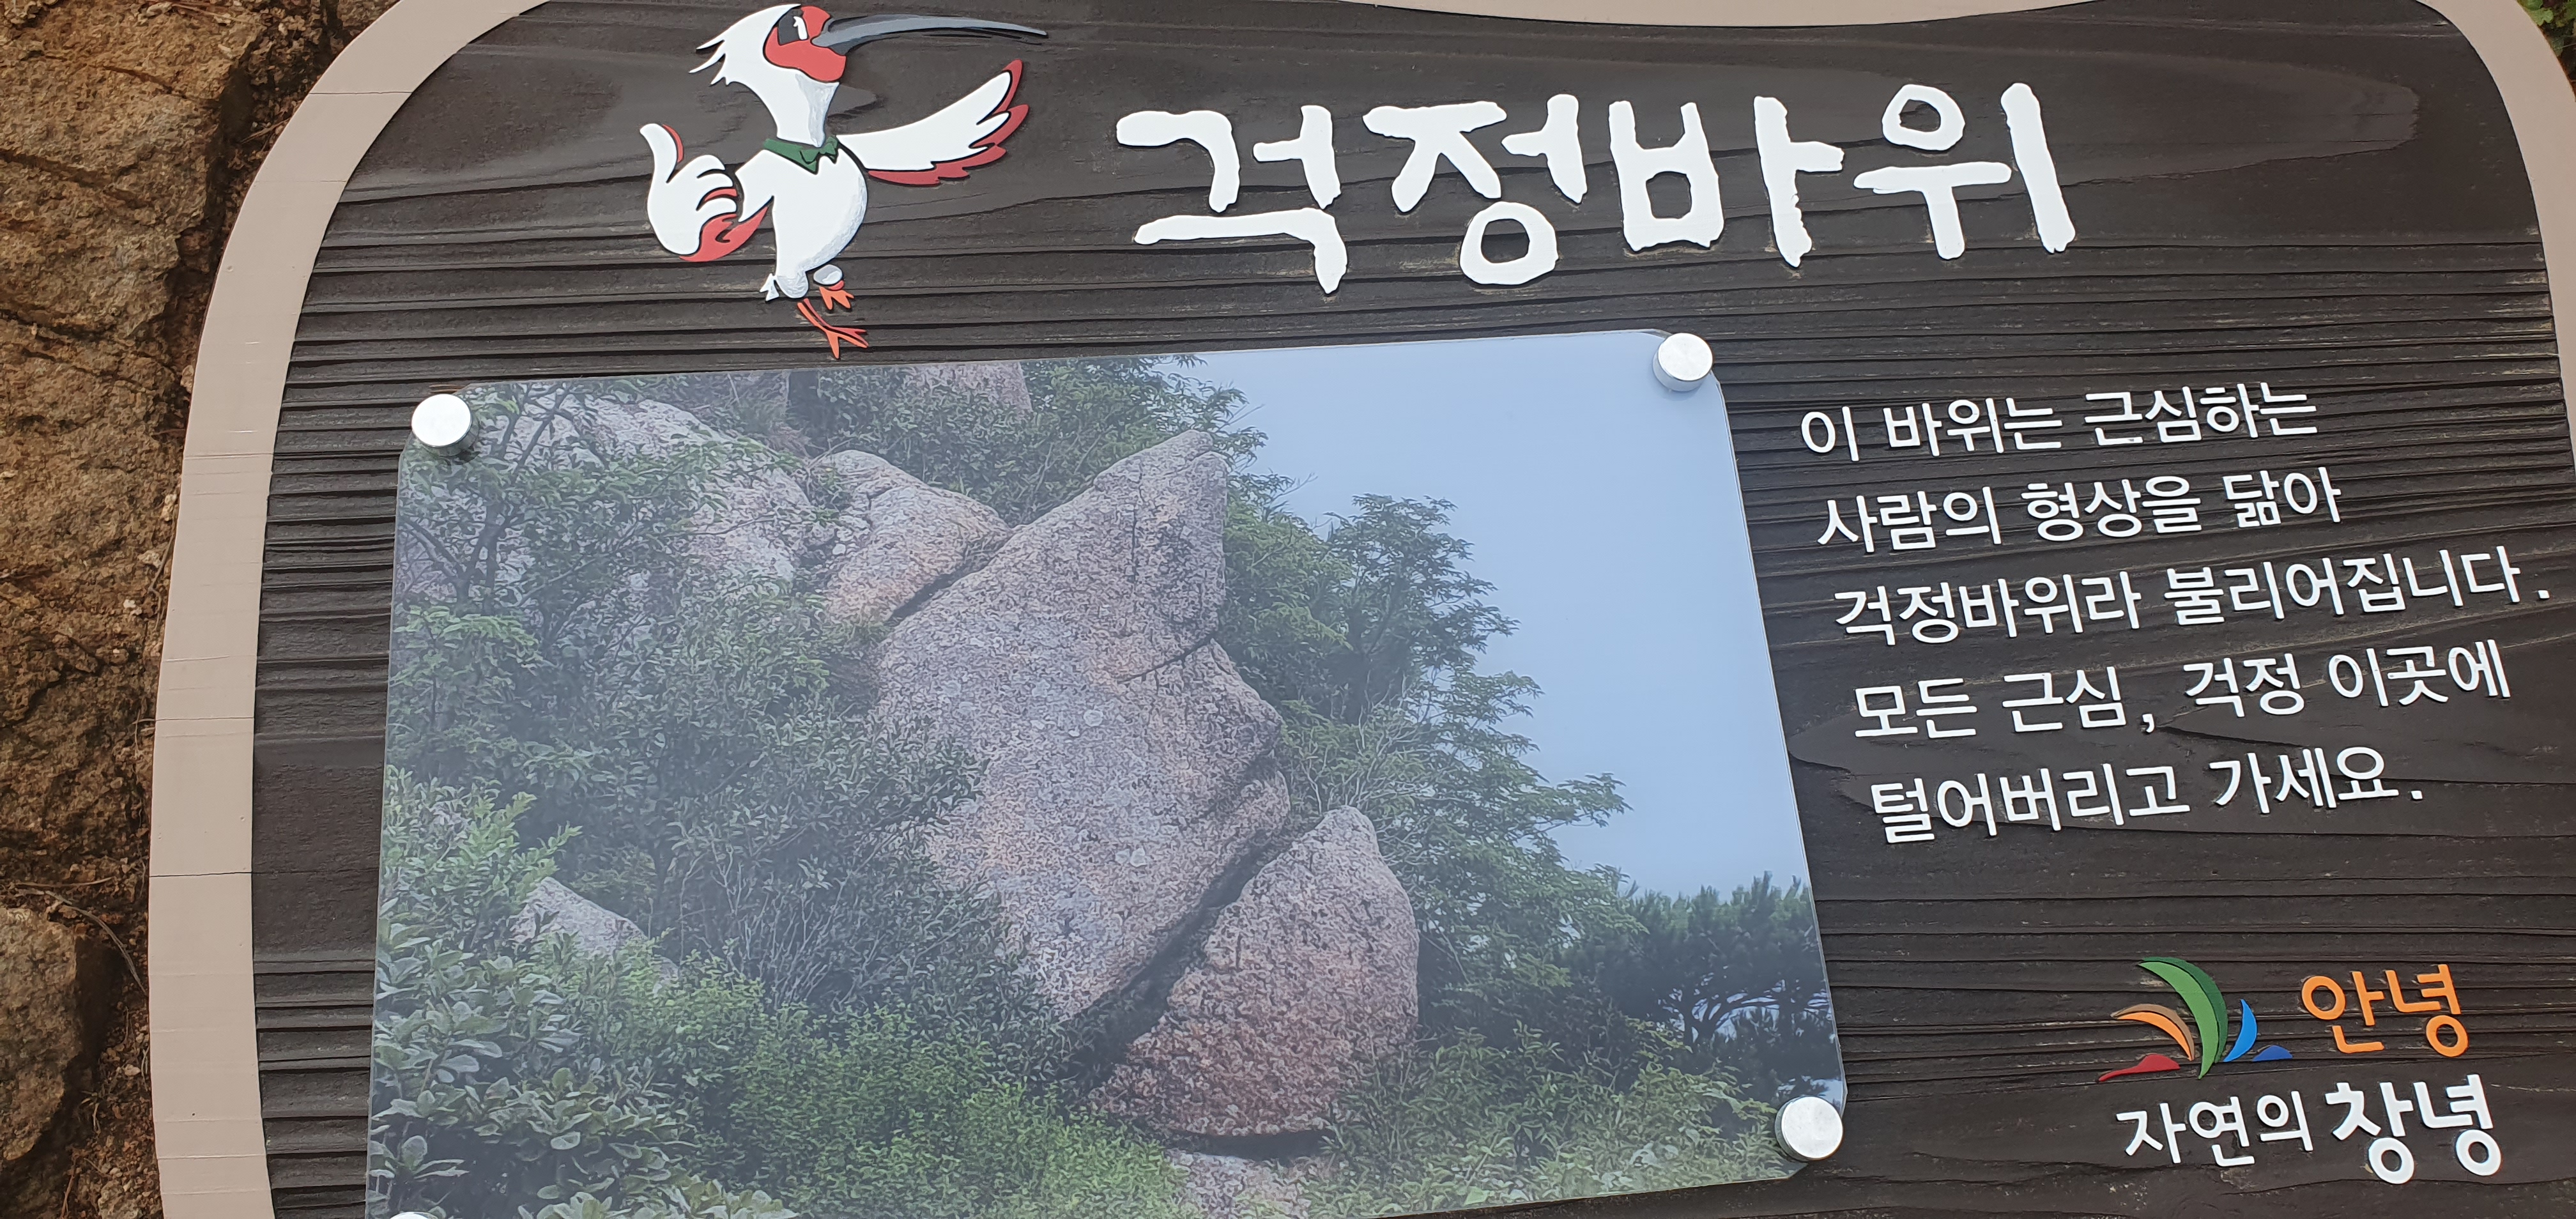 걱정바위
이 바위는 근심하는
사람의 형상을 닮아
걱정바위라 불리어집니다.
모든 근심, 걱정 이곳에
털어버리고 가세요.
안녕
자연의 창녕